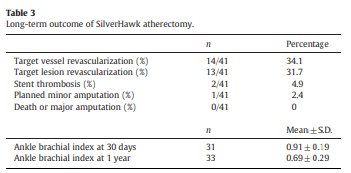 Table 3
Long-term outcome of SilverHawk atherectomy.
n Percentage
Target vessel revascularization (%) 14/41 34.1
Target lesion revascularization (%) 13/41 31.7
Stent thrombosis (%) 2/41 4.9
Planned minor amputation (%) 1/41 2.4
Death or major amputation (%) 0/41 0
n Mean ± S.D.
Ankle brachial index at 30 days 31 0.91 ± 0.19
Ankle brachial index at 1 year 33 0.69 ± 0.29